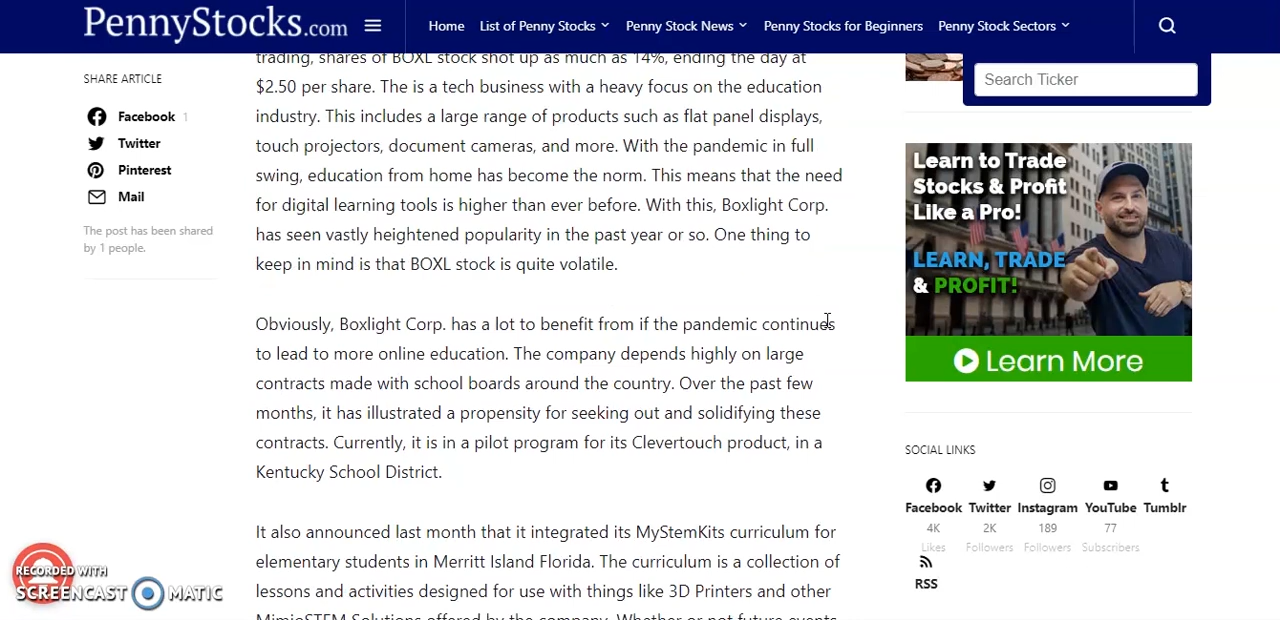 PennyStocks.com
Home List of Penny Stocks Penny Stock News Penny Stocks for Beginners Penny Stock Sectors
SHARE ARTICLE
Facebook 1
Twitter
Pinterest
Mail
The post has been shared
by 1 people.
trading, shares of BOXL stock shot up as much as 14%, ending the day at
$2.50 per share. The is a tech business with a heavy focus on the education
industry. This includes a large range of products such as flat panel displays,
touch projectors, document cameras, and more. With the pandemic in full
swing, education from home has become the norm. This means that the need
for digital learning tools is higher than ever before. With this, Boxlight Corp.
has seen vastly heightened popularity in the past year or so. One thing to
keep in mind is that BOXL stock is quite volatile.
Obviously, Boxlight Corp. has a lot to benefit from if the pandemic continues
to lead to more online education. The company depends highly on large
contracts made with school boards around the country. Over the past few
months, it has illustrated a propensity for seeking out and solidifying these
contracts. Currently, it is in a pilot program for its Clevertouch product, in a
Kentucky School District.
It also announced last month that it integrated its MyStemKits curriculum for
elementary students in Merritt Island Florida. The curriculum is a collection of
lessons and activities designed for use with things like 3D Printers and other
MimioSTEM Solutions offered by the company. Whether or not future events
Search Ticker
Learn to Trade
Stocks & Profit
Like a Pro!
LEARN, TRADE
& PROFIT!
Learn More
SOCIAL LINKS
Facebook Twitter Instagram YouTube Tumblr
4K 2K 189 77
Likes Followers Followers Subscribers
RSS
RECORDED WITH
SCREENCAST MATIC